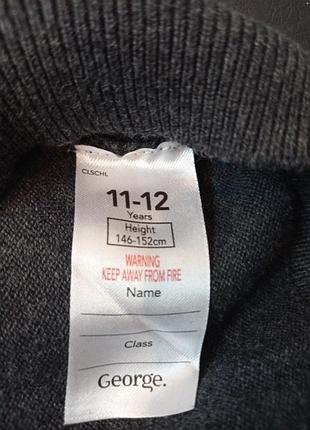 CLSCHL
11-12
Years
Height
146-152cm
WARNING
KEEP AWAY FROM FIRE
Name
Class
George.